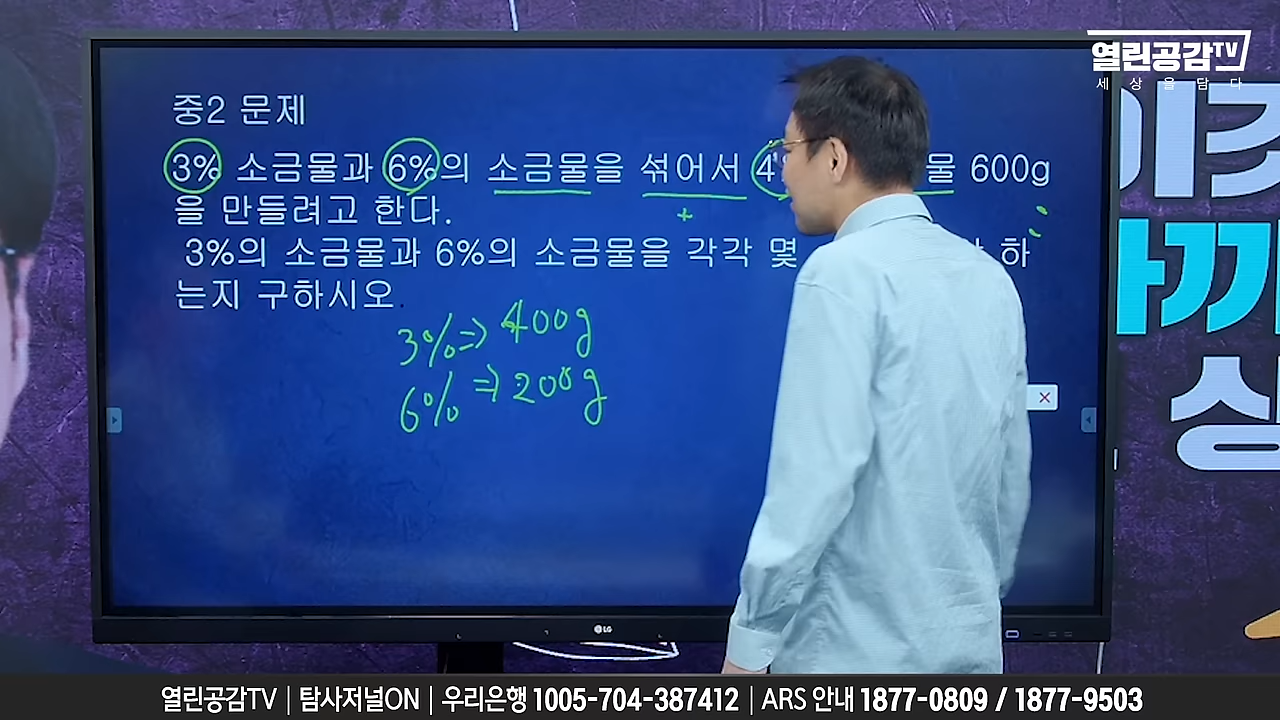 열린공감TV
세상을담다
중2 문제
3% 소금물과 6%의 소금물을 섞어서 물 600g
을 만들려고 한다.
3%의 소금물과 6%의 소금물을 각각 몇 하
는지 구하시오.
+
3% ⇒ 400g
6% ⇒ 200g
LG
열린공감TV | 탐사저널ON | 우리은행 1005-704-387412 | ARS 안내 1877-0809 / 1877-9503